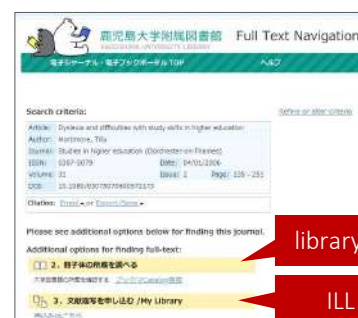 鹿児島大学附属図書館 Full Text Navigation
KAGOSHIMA UNIVERSITY LIBRARY
電子ジャーナル・電子ブックポータルTOP ヘルプ
Search criteria: Refine or alter criteria
Article: Dyslexia and difficulties with study skills in higher education
Author: Mortimore, Tilly
Journal: Studies in higher education (Dorchester-on-Thames)
ISSN: 0307-5079 Date: 04/01/2006
Volume: 31 Issue: 2 Page: 235 - 251
DOI: 10.1080/03075070600572173
Citation: Email or Export/Save
Please see additional options below for finding this journal.
Additional options for finding full-text:
library
2. 冊子体の所蔵を調べる
3. 文献複写を申し込む /My Library
ILL